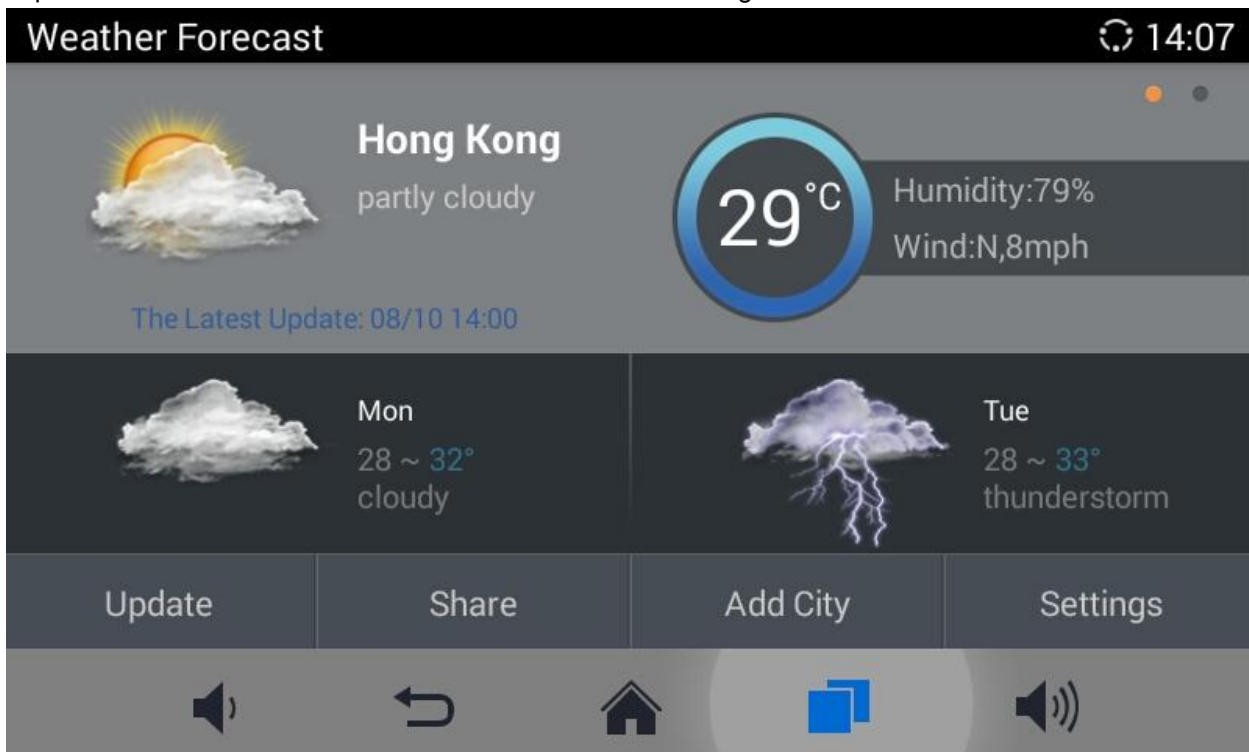 Weather Forecast
14:07
Hong Kong
partly cloudy
29°C
Humidity:79%
Wind:N,8mph
The Latest Update: 08/10 14:00
Mon
28 ~ 32°
cloudy
Tue
28 ~ 33°
thunderstorm
Update
Share
Add City
Settings